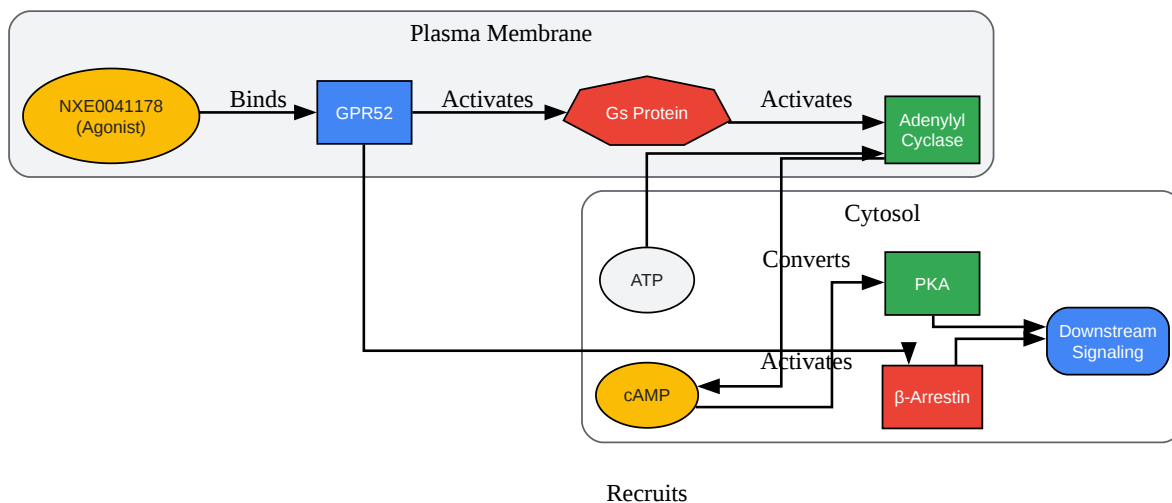 Plasma Membrane
NXE0041178
(Agonist)
Binds
GPR52
Activates
Gs Protein
Activates
Adenylyl
Cyclase
Cytosol
ATP
Converts
PKA
Downstream
Signaling
Activates
cAMP
β-Arrestin
Recruits